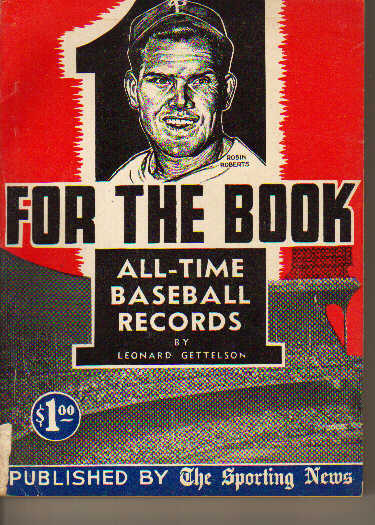 1
P
ROBIN
ROBERTS
FOR THE BOOK
ALL-TIME
BASEBALL
RECORDS
BY
LEONARD GETTELSON
$1.00
PUBLISHED BY The Sporting News